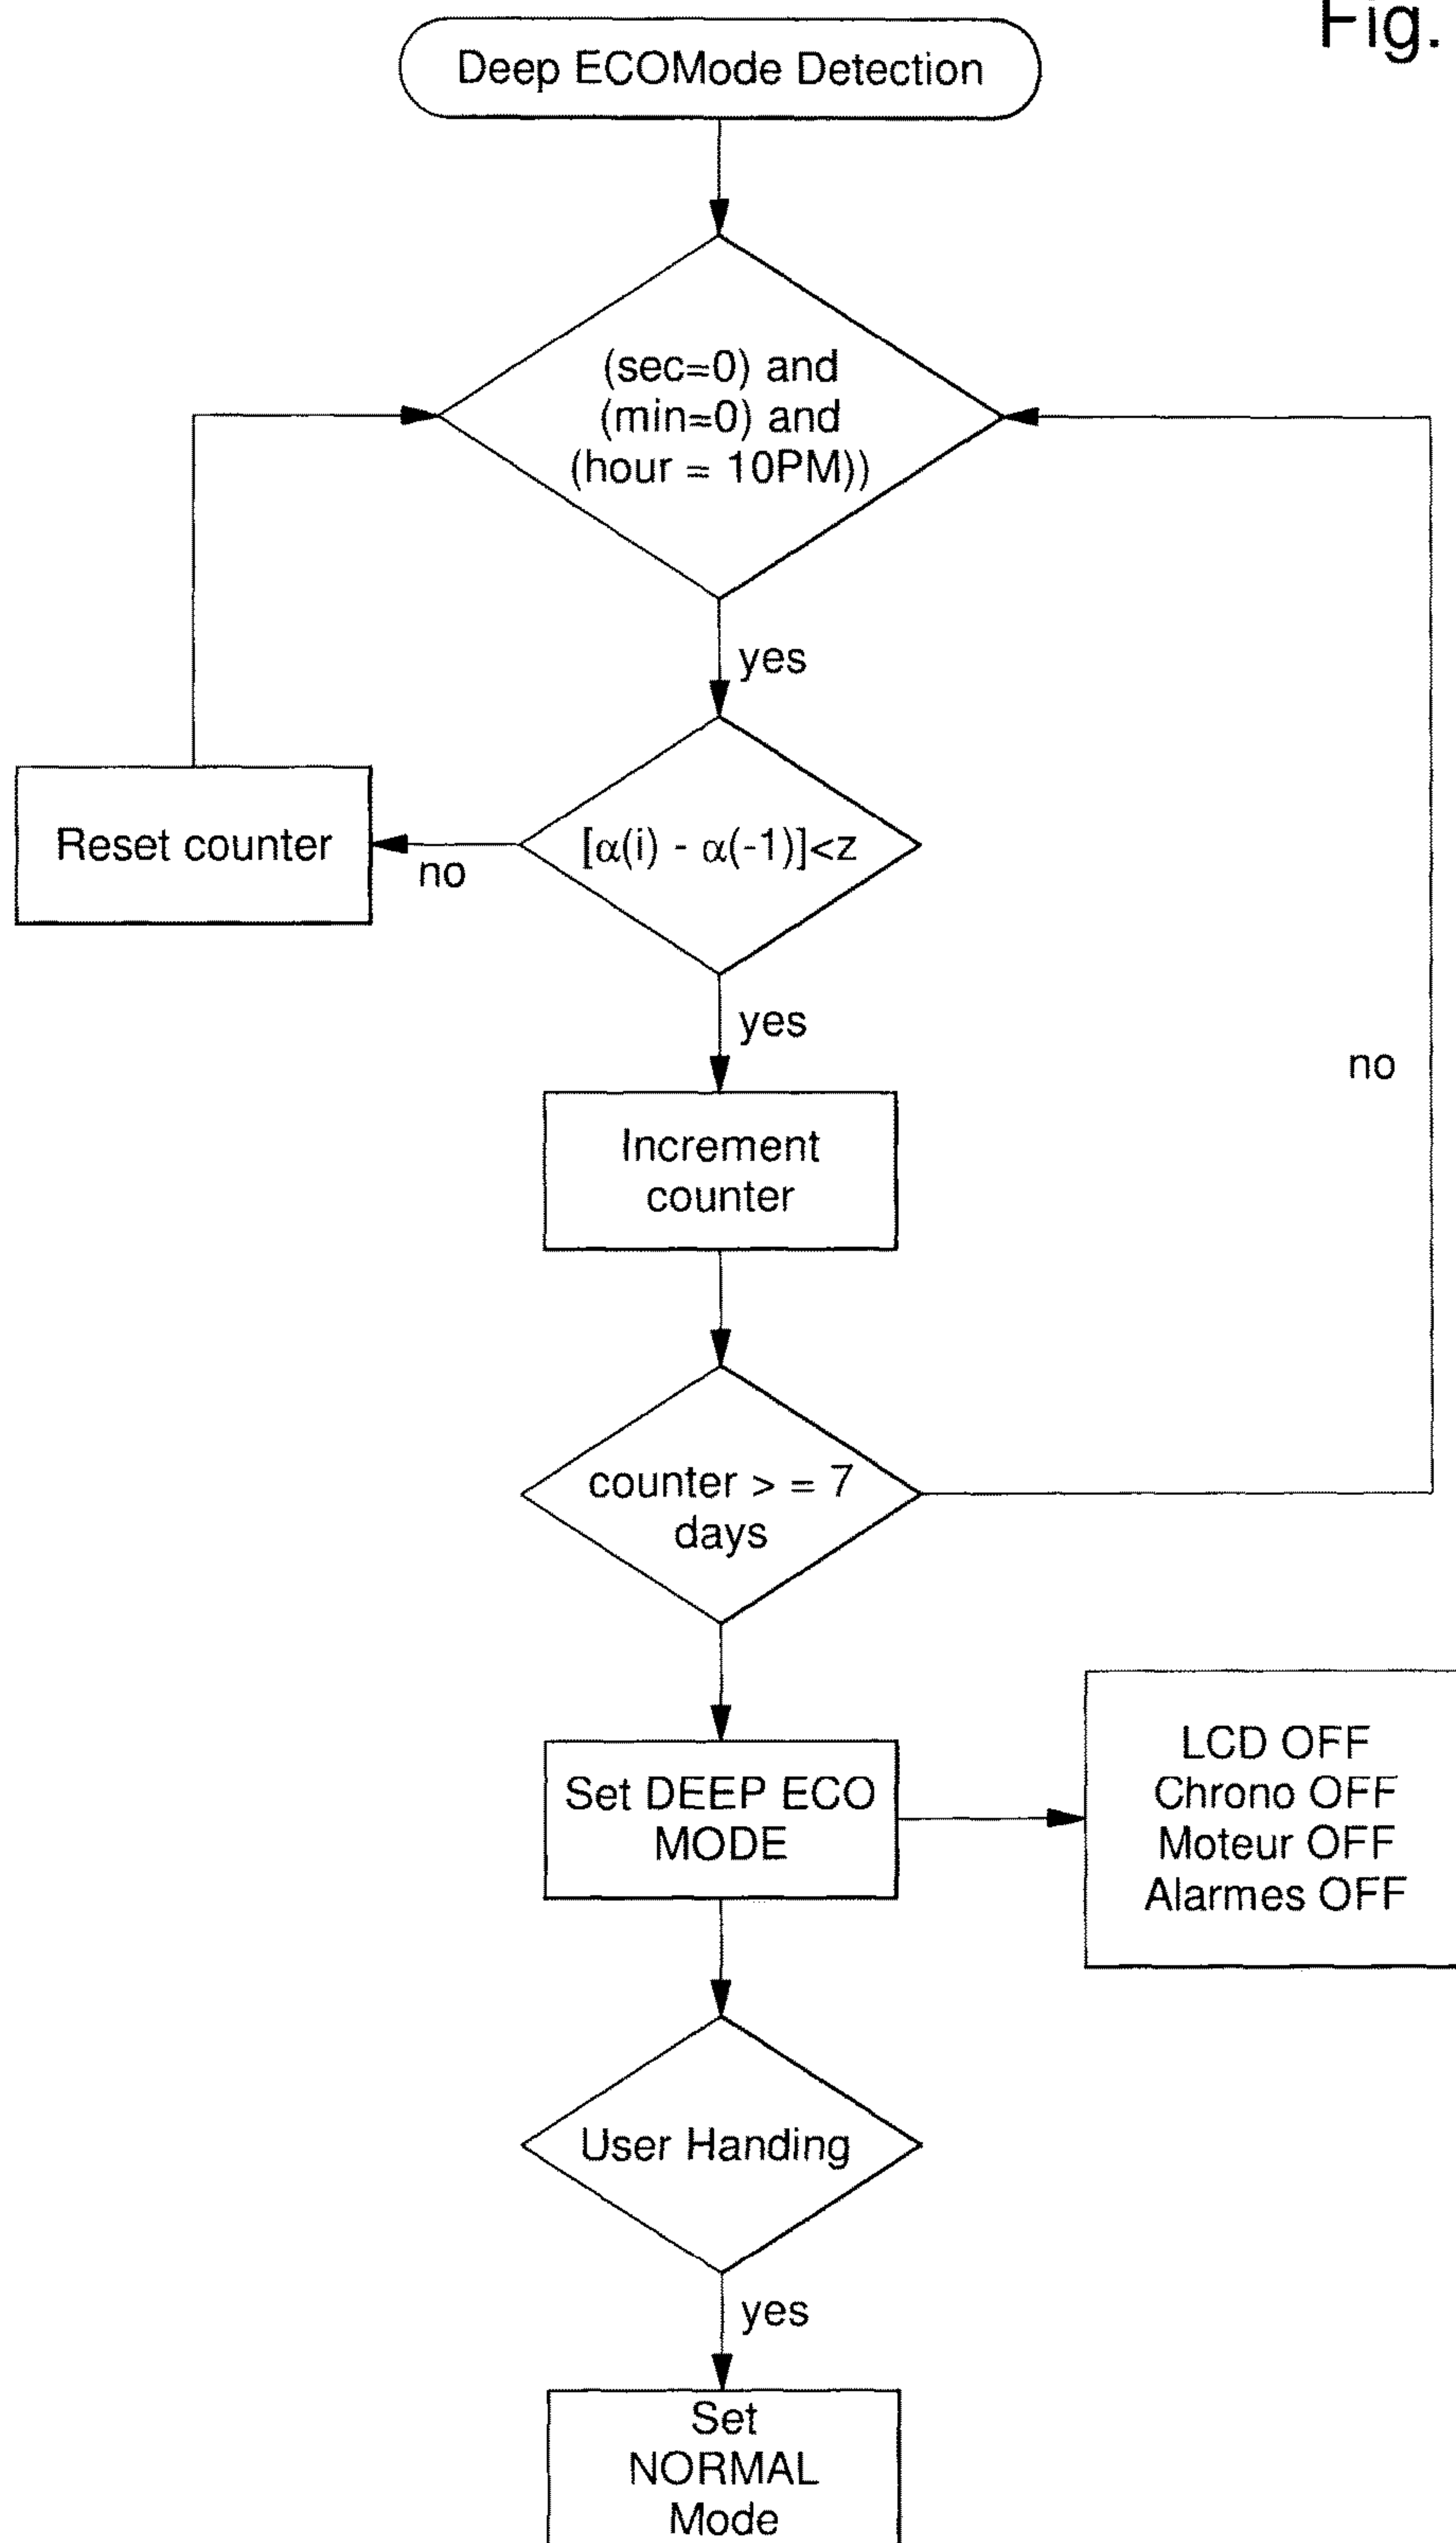 Fig.
Deep ECOMode Detection
(sec=0) and
(min=0) and
(hour = 10PM))
yes
Reset counter
no
[α(i) - α(-1)]<z
yes
no
Increment
counter
counter > = 7
days
Set DEEP ECO
MODE
LCD OFF
Chrono OFF
Moteur OFF
Alarmes OFF
User Handing
yes
Set
NORMAL
Mode